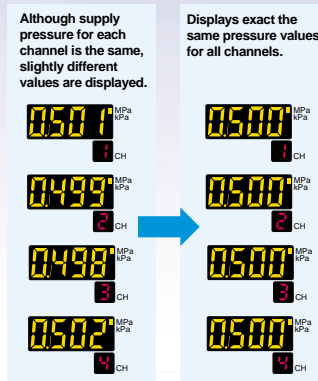 Although supply
pressure for each
channel is the same,
slightly different
values are displayed.
0.501 MPa
kPa
1 CH
0.499 MPa
kPa
2 CH
0.498 MPa
kPa
3 CH
0.502 MPa
kPa
4 CH
Displays exact the
same pressure values
for all channels.
0.500 MPa
kPa
1 CH
0.500 MPa
kPa
2 CH
0.500 MPa
kPa
3 CH
0.500 MPa
kPa
4 CH